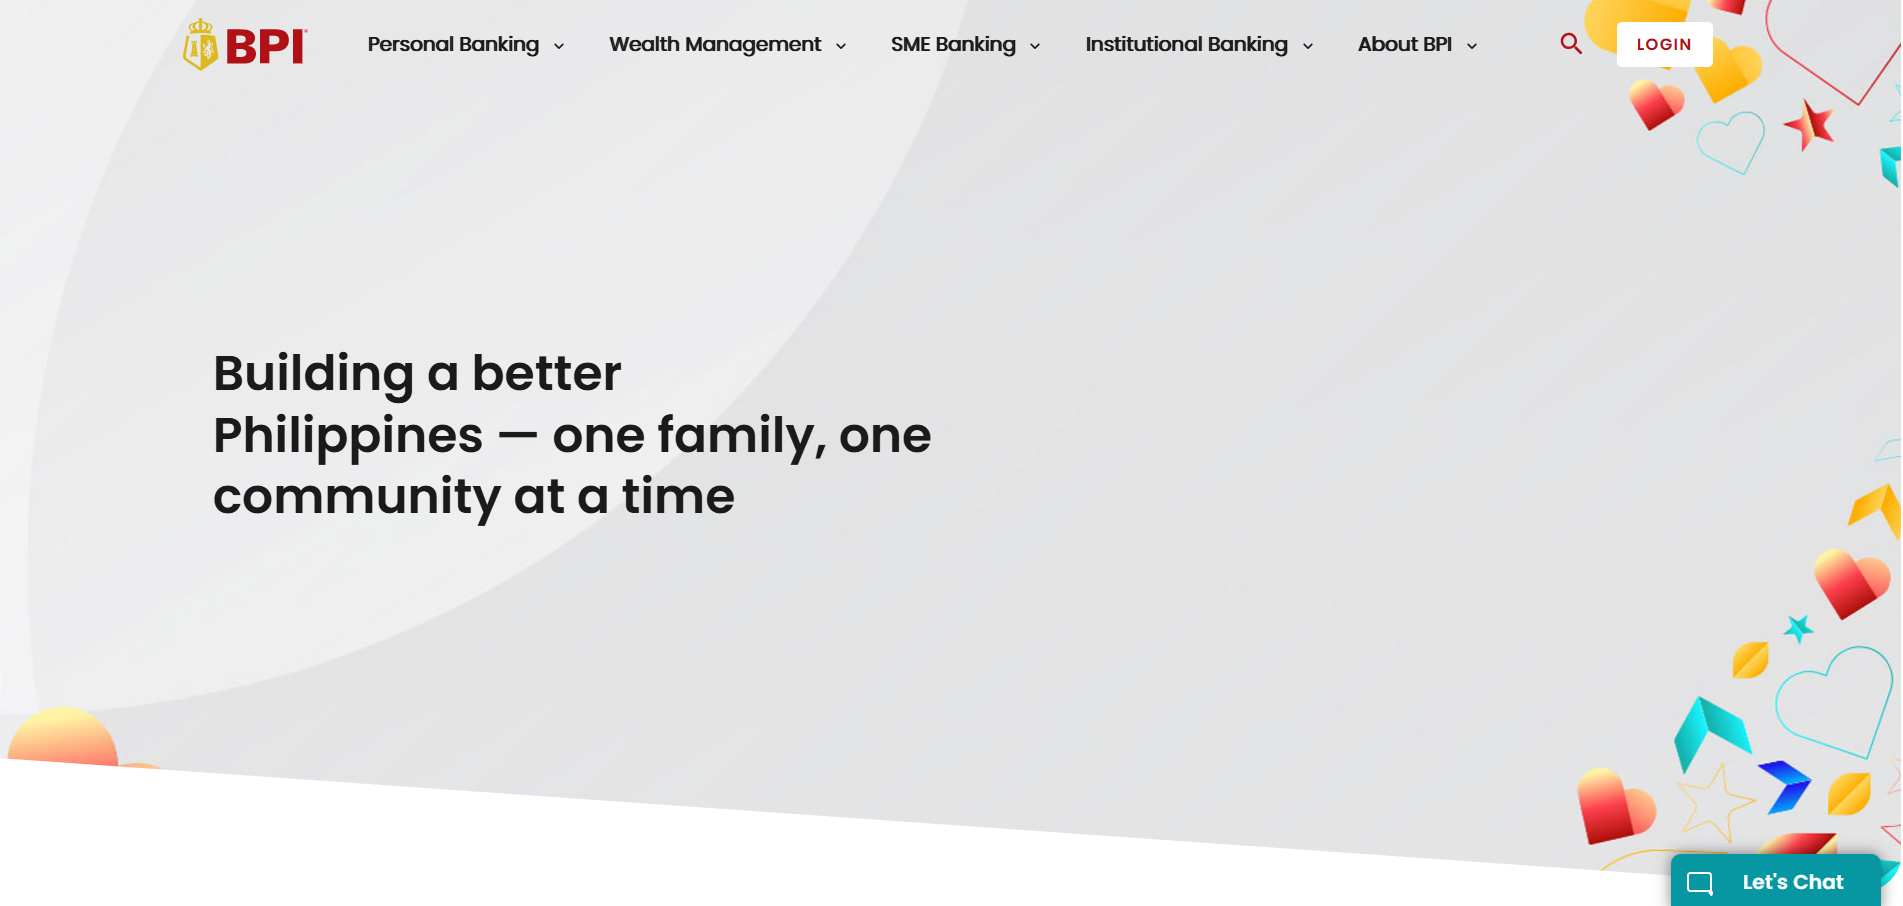 BPI
Personal Banking
Wealth Management
SME Banking
Institutional Banking
About BPI
LOGIN
Building a better
Philippines — one family, one
community at a time
Let's Chat